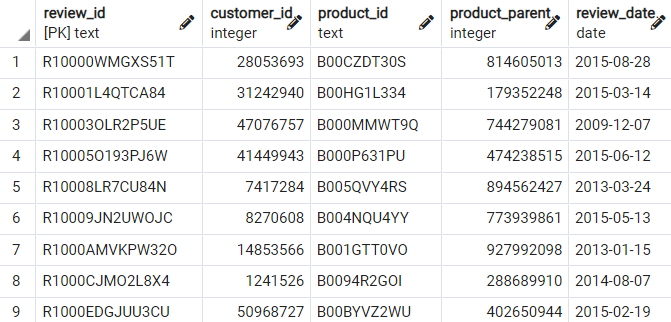 review_id customer_id product_id product_parent review_date
[PK] text integer text integer date
1 R10000WMGXS51T 28053693 B00CZDT30S 814605013 2015-08-28
2 R10001L4QTCA84 31242940 B00HG1L334 179352248 2015-03-14
3 R10003OLR2P5UE 47076757 B000MMWT9Q 744279081 2009-12-07
4 R10005O193PJ6W 41449943 B000P631PU 474238515 2015-06-12
5 R10008LR7CU84N 7417284 B005QVY4RS 894562427 2013-03-24
6 R10009JN2UWOJC 8270608 B004NQU4YY 773939861 2015-05-13
7 R1000AMVKPW32O 14853566 B001GTT0VO 927992098 2013-01-15
8 R1000CJMO2L8X4 1241526 B0094R2GOI 288689910 2014-08-07
9 R1000EDGJUU3CU 50968727 B00BYVZ2WU 402650944 2015-02-19